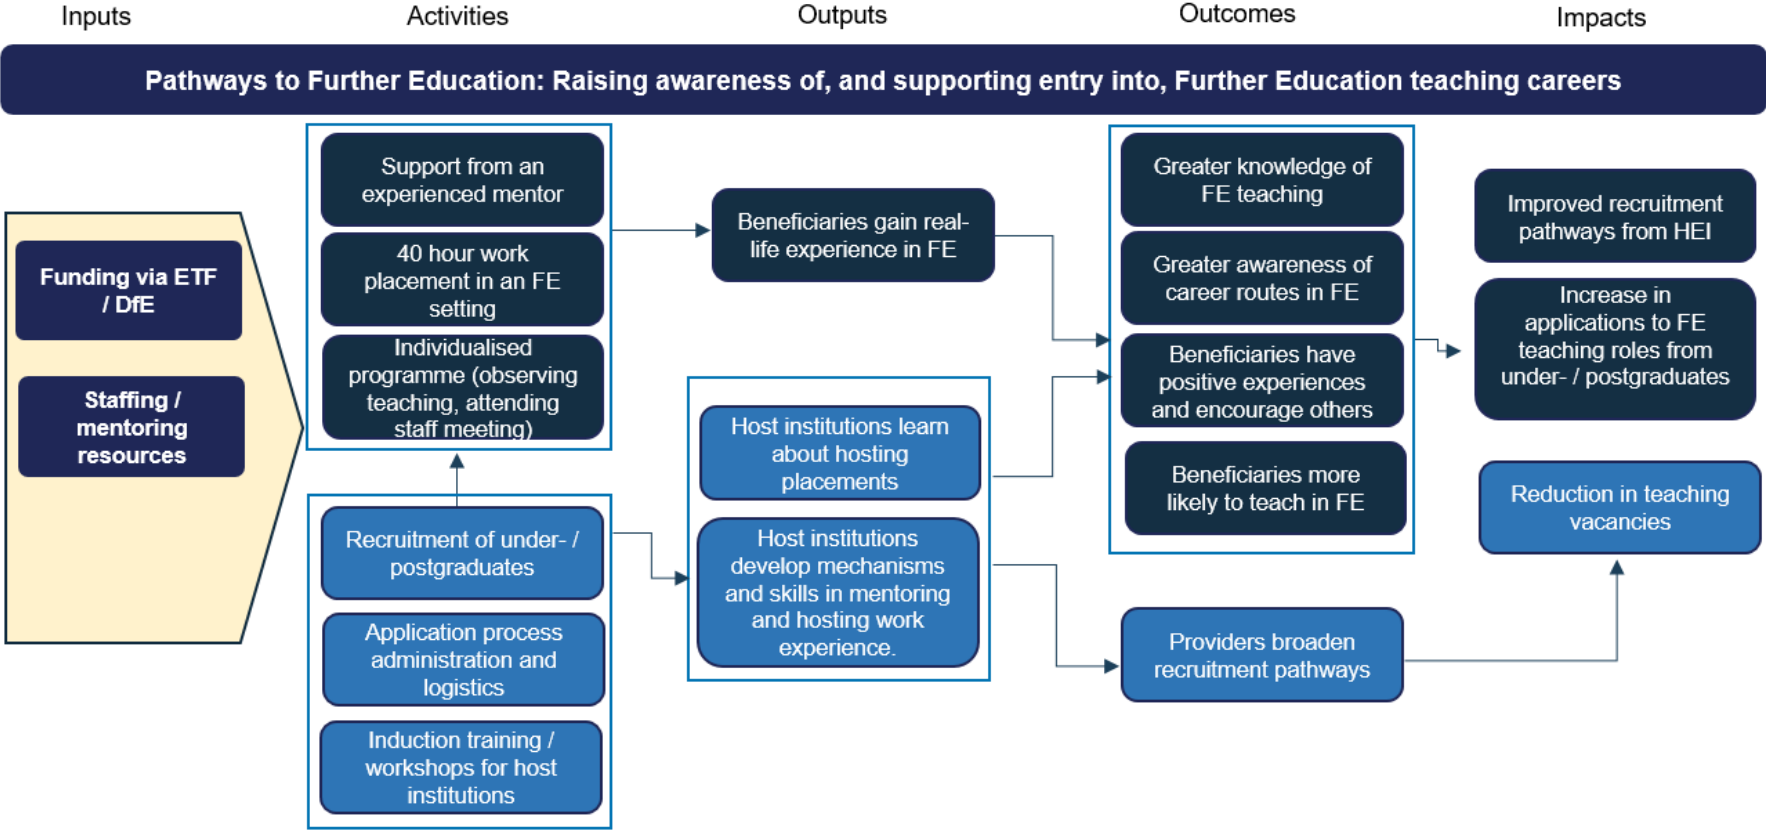 Inputs
Activities
Outputs
Outcomes
Impacts
Pathways to Further Education: Raising awareness of, and supporting entry into, Further Education teaching careers
Funding via ETF
/ DfE
Staffing /
mentoring
resources
Support from an
experienced mentor
40 hour work
placement in an FE
setting
Individualised
programme (observing
teaching, attending
staff meeting)
Recruitment of under- /
postgraduates
Application process
administration and
logistics
Induction training /
workshops for host
institutions
Beneficiaries gain real-
life experience in FE
Host institutions learn
about hosting
placements
Host institutions
develop mechanisms
and skills in mentoring
and hosting work
experience.
Greater knowledge of
FE teaching
Greater awareness of
career routes in FE
Beneficiaries have
positive experiences
and encourage others
Beneficiaries more
likely to teach in FE
Providers broaden
recruitment pathways
Improved recruitment
pathways from HEI
Increase in
applications to FE
teaching roles from
under- / postgraduates
Reduction in teaching
vacancies